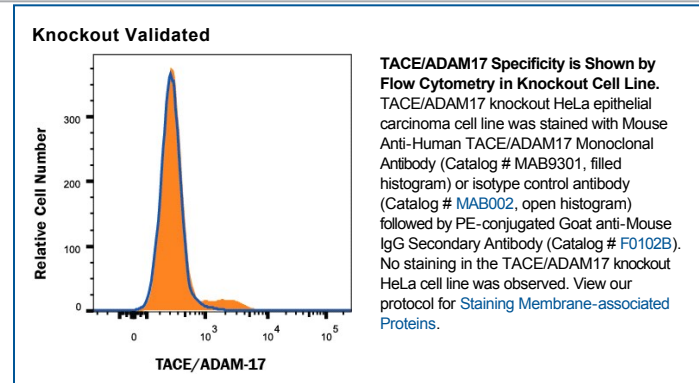 Knockout Validated
Relative Cell Number
300
200
100
0
0
10³
10⁴
10⁵
TACE/ADAM-17
TACE/ADAM17 Specificity is Shown by
Flow Cytometry in Knockout Cell Line.
TACE/ADAM17 knockout HeLa epithelial
carcinoma cell line was stained with Mouse
Anti-Human TACE/ADAM17 Monoclonal
Antibody (Catalog # MAB9301, filled
histogram) or isotype control antibody
(Catalog # MAB002, open histogram)
followed by PE-conjugated Goat anti-Mouse
IgG Secondary Antibody (Catalog # F0102B).
No staining in the TACE/ADAM17 knockout
HeLa cell line was observed. View our
protocol for Staining Membrane-associated
Proteins.